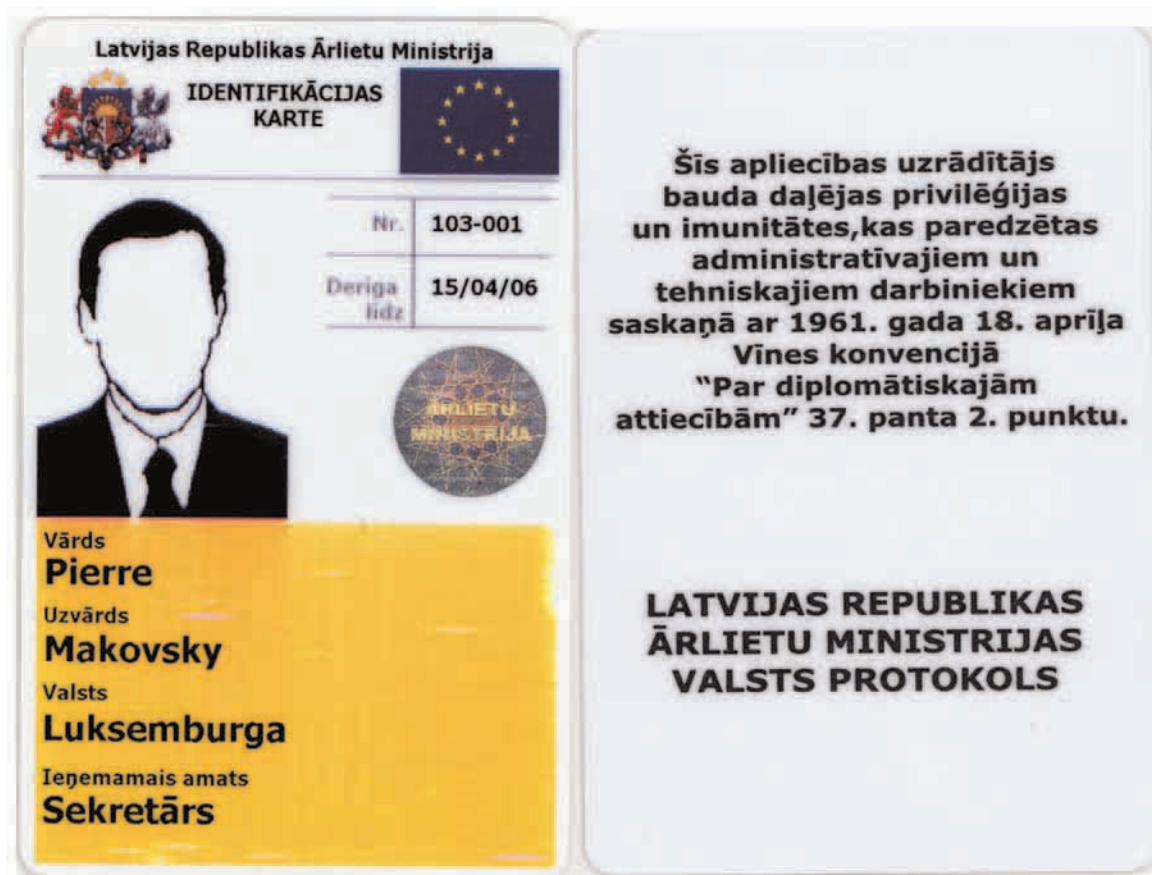 Latvijas Republikas Ārlietu Ministrija
IDENTIFIKĀCIJAS
KARTE
Nr. 103-001
Deriga
lidz
15/04/06
ĀRLIETU
MINISTRIJA
Vārds
Pierre
Uzvārds
Makovsky
Valsts
Luksemburga
Ieņemamais amats
Sekretārs
Šīs apliecības uzrādītājs
bauda daļējas privilēģijas
un imunitātes,kas paredzētas
administratīvajiem un
tehniskajiem darbiniekiem
saskaņā ar 1961. gada 18. aprīļa
Vīnes konvencijā
"Par diplomātiskajām
attiecībām" 37. panta 2. punktu.
LATVIJAS REPUBLIKAS
ĀRLIETU MINISTRIJAS
VALSTS PROTOKOLS